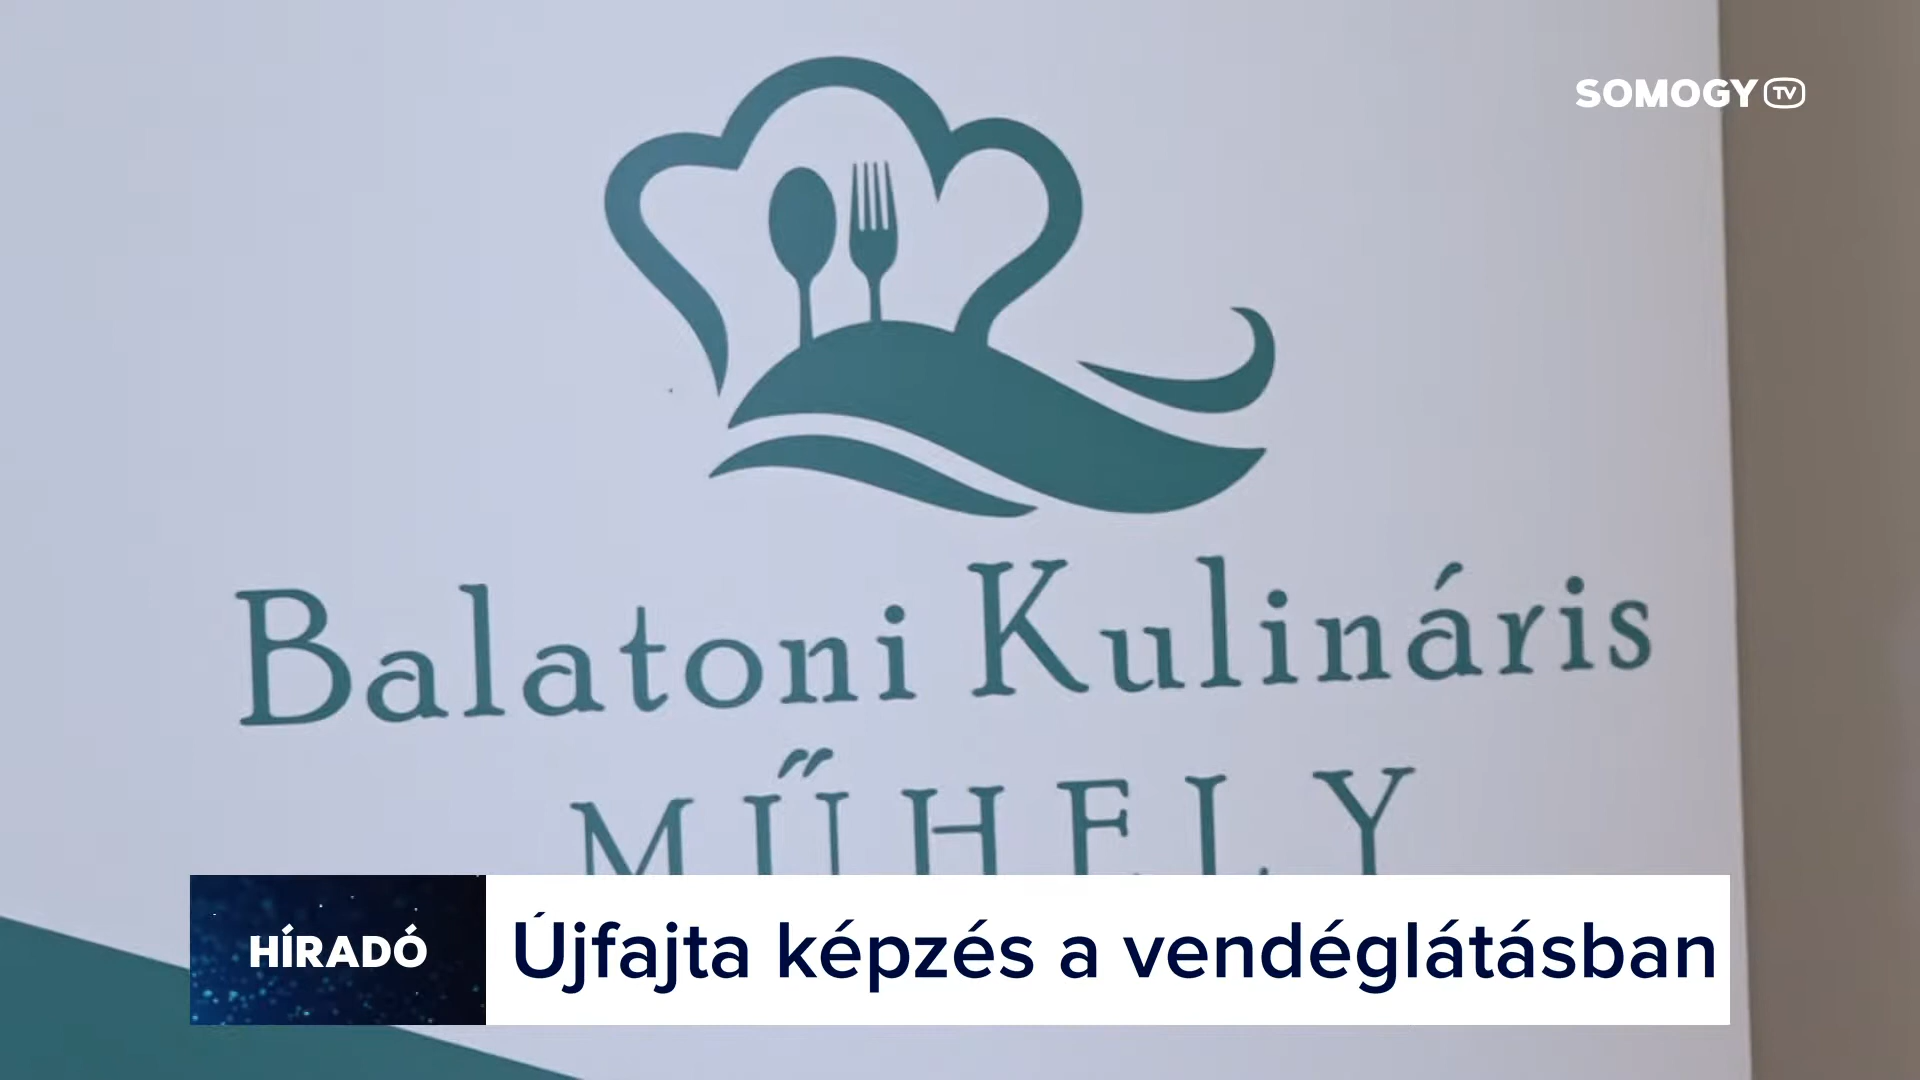 SOMOGY TV
Balatoni Kulináris
MŰHELY
HÍRADÓ
Újfajta képzés a vendéglátásban